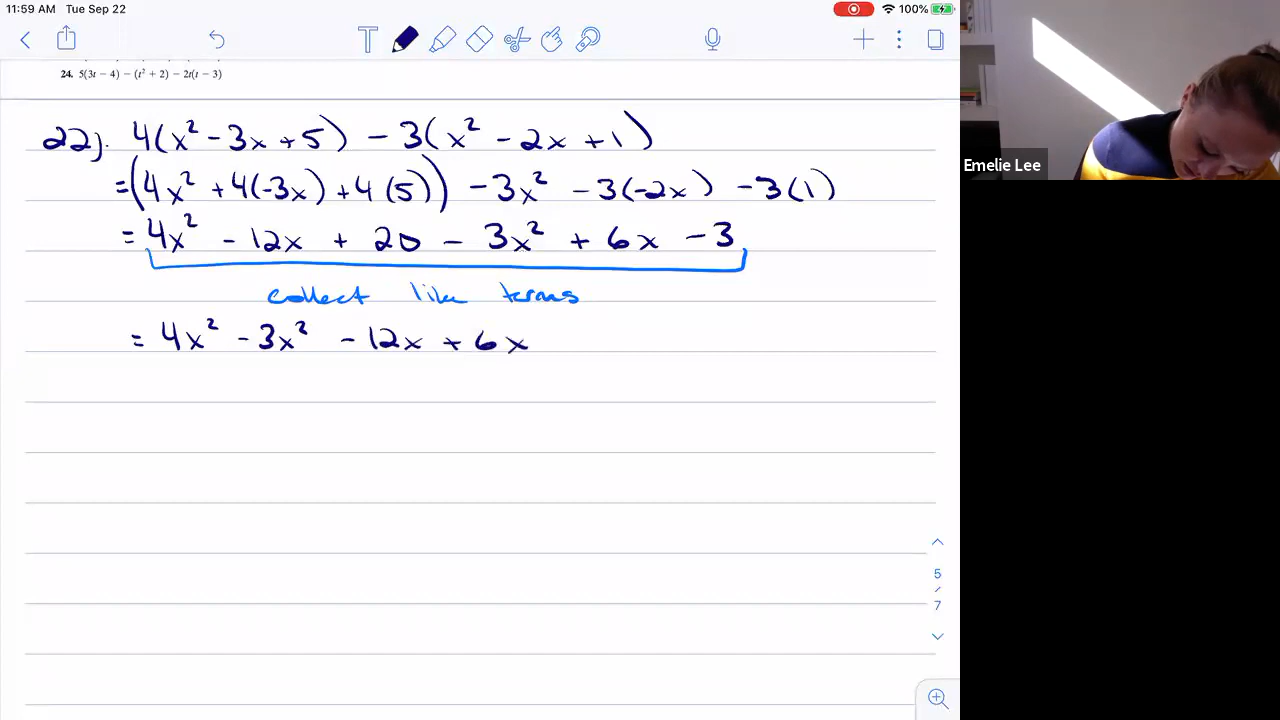 11:59 AM Tue Sep 22
100%
24. 5(3t − 4) − (t² + 2) − 2t(t − 3)
22). 4(x² - 3x + 5) - 3(x² - 2x + 1)
= (4x² + 4(-3x) + 4(5)) - 3x² - 3(-2x) - 3(1)
= 4x² - 12x + 20 - 3x² + 6x - 3
collect like terms
= 4x² - 3x² - 12x + 6x
5
/
7
Emelie Lee